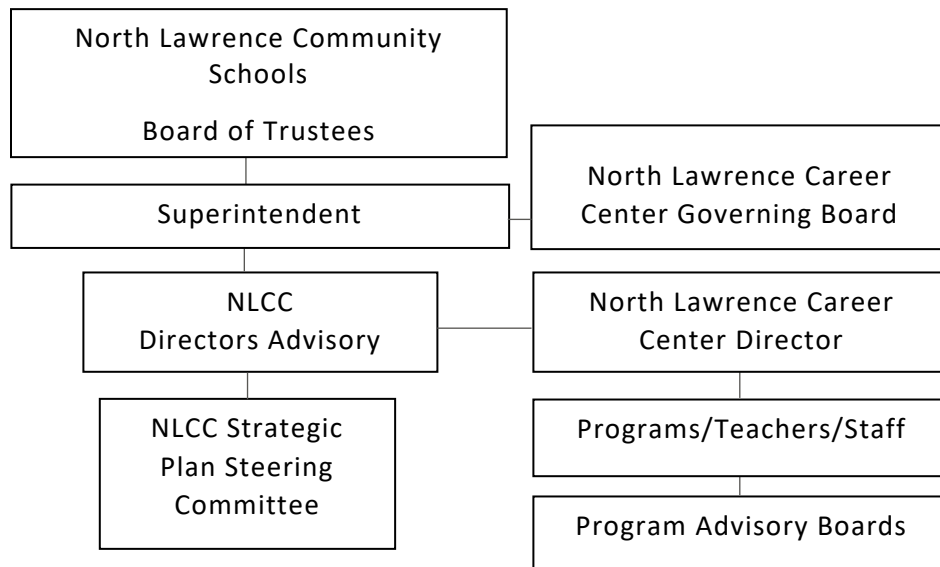 North Lawrence Community
Schools
Board of Trustees
Superintendent
North Lawrence Career
Center Governing Board
NLCC
Directors Advisory
North Lawrence Career
Center Director
NLCC Strategic
Plan Steering
Committee
Programs/Teachers/Staff
Program Advisory Boards